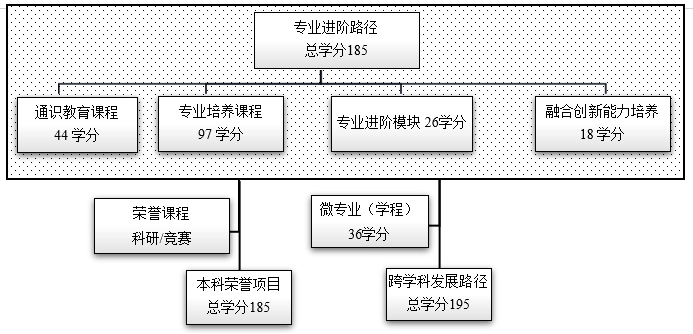 专业进阶路径
总学分185
通识教育课程
44 学分
专业培养课程
97 学分
专业进阶模块 26学分
融合创新能力培养
18 学分
荣誉课程
科研/竞赛
微专业（学程）
36学分
本科荣誉项目
总学分185
跨学科发展路径
总学分195